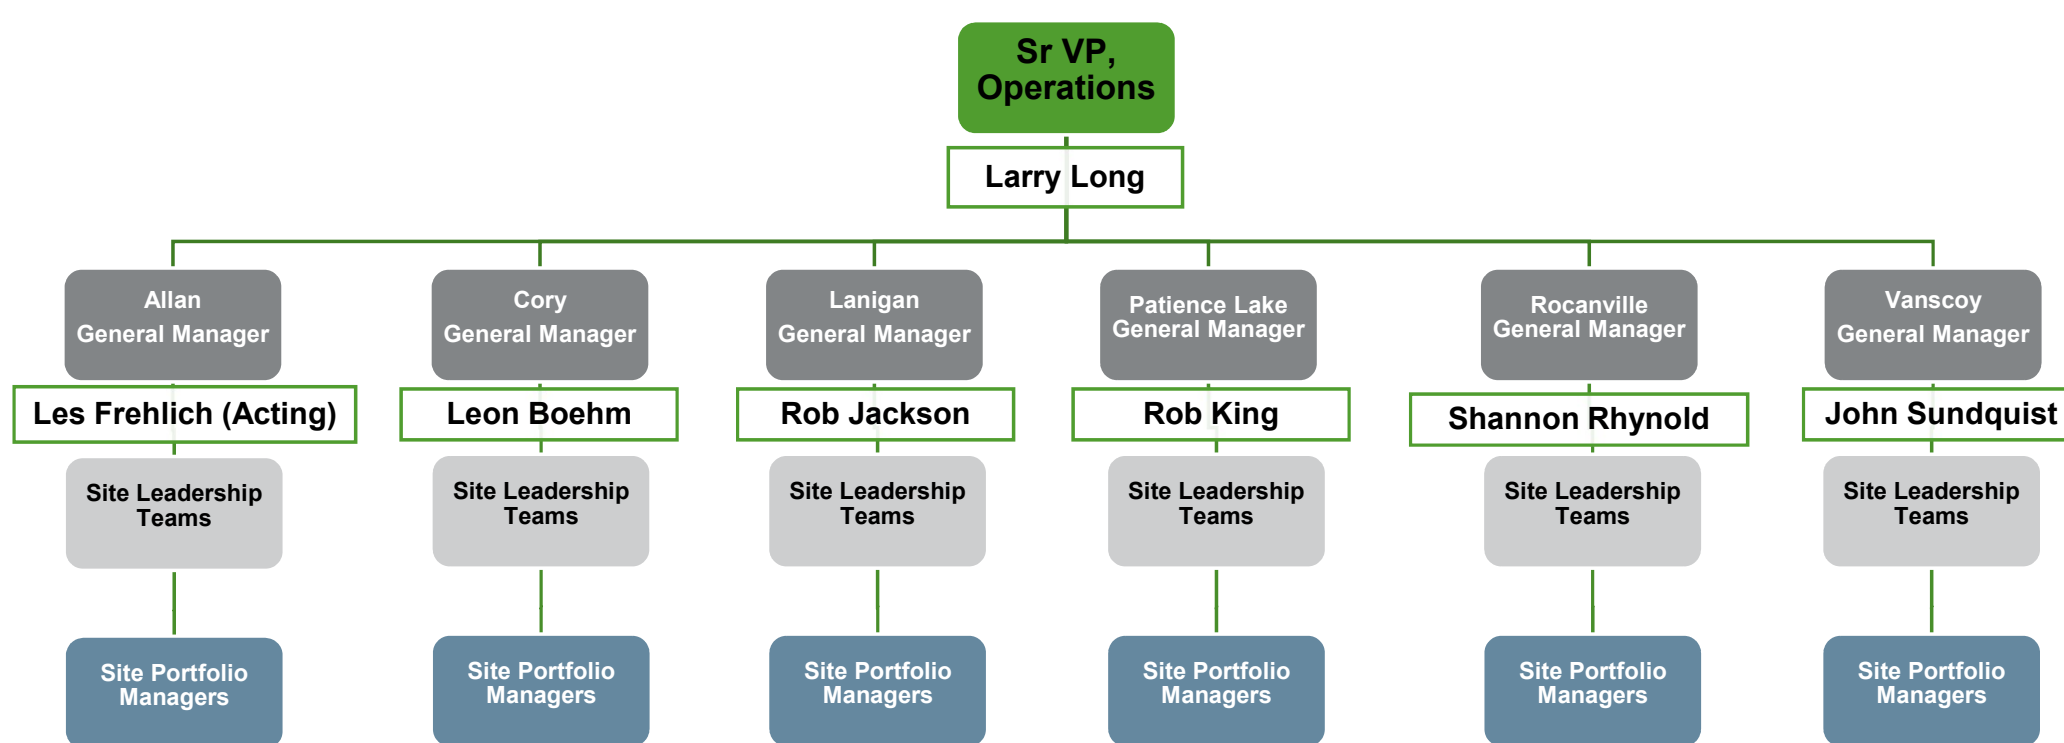 Sr VP,
Operations
Larry Long
Allan
General Manager
Cory
General Manager
Lanigan
General Manager
Patience Lake
General Manager
Rocanville
General Manager
Vanscoy
General Manager
Les Frehlich (Acting)
Leon Boehm
Rob Jackson
Rob King
Shannon Rhynold
John Sundquist
Site Leadership
Teams
Site Leadership
Teams
Site Leadership
Teams
Site Leadership
Teams
Site Leadership
Teams
Site Leadership
Teams
Site Portfolio
Managers
Site Portfolio
Managers
Site Portfolio
Managers
Site Portfolio
Managers
Site Portfolio
Managers
Site Portfolio
Managers